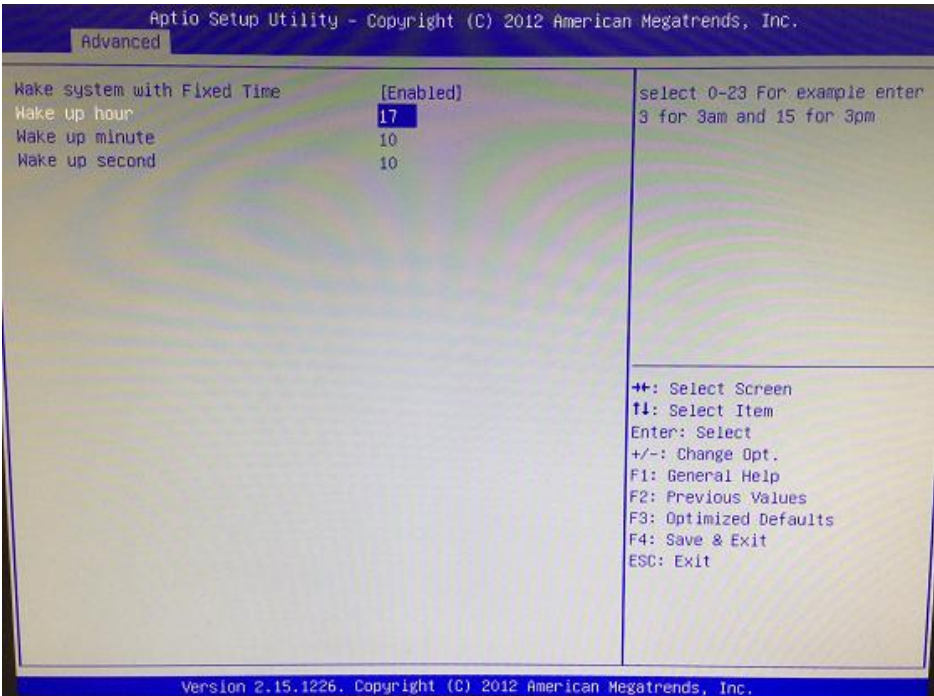 Aptio Setup Utility – Copyright (C) 2012 American Megatrends, Inc.
Advanced
Wake system with Fixed Time [Enabled]
Wake up hour 17
Wake up minute 10
Wake up second 10
select 0-23 For example enter
3 for 3am and 15 for 3pm
→←: Select Screen
↑↓: Select Item
Enter: Select
+/-: Change Opt.
F1: General Help
F2: Previous Values
F3: Optimized Defaults
F4: Save & Exit
ESC: Exit
Version 2.15.1226. Copyright (C) 2012 American Megatrends, Inc.